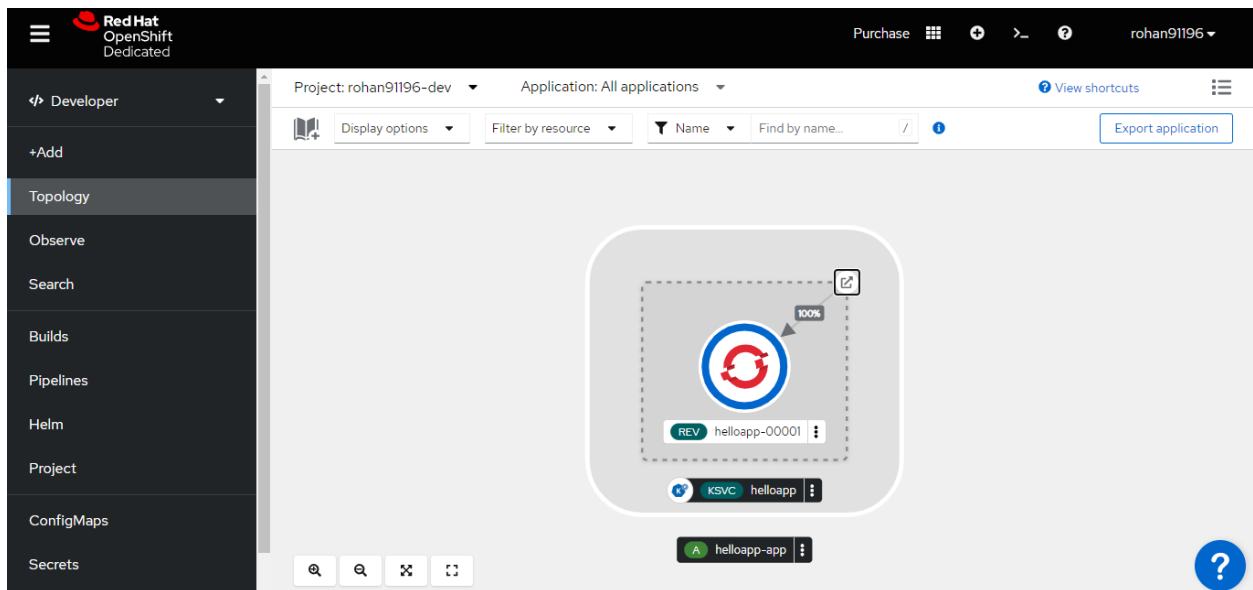 Red Hat
OpenShift
Dedicated
Purchase
rohan91196
Developer
Project: rohan91196-dev
Application: All applications
View shortcuts
Display options
Filter by resource
Name
Find by name...
/
Export application
+Add
Topology
Observe
Search
Builds
Pipelines
Helm
Project
ConfigMaps
Secrets
100%
REV helloapp-00001
KSVC helloapp
A helloapp-app